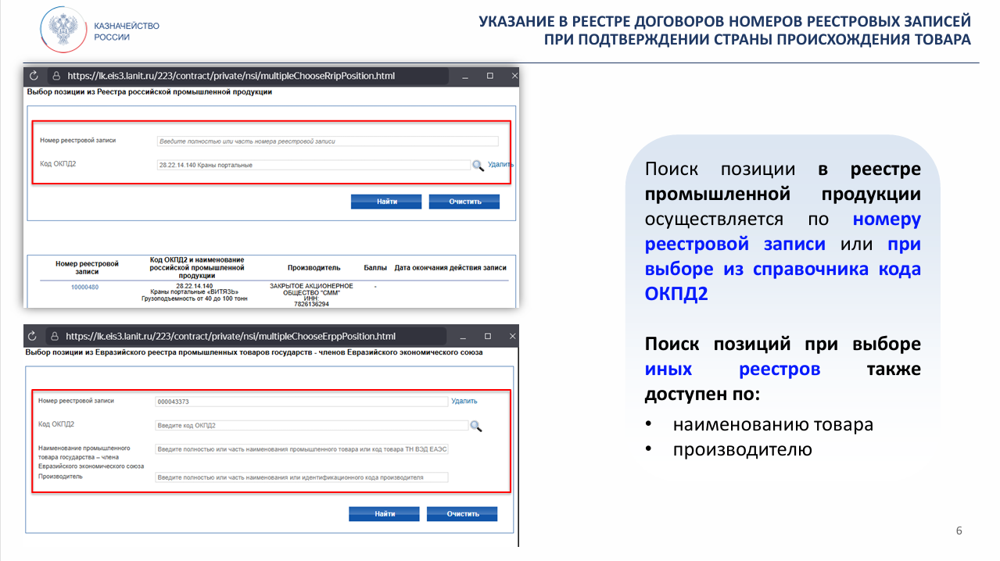 КАЗНАЧЕЙСТВО
РОССИИ
УКАЗАНИЕ В РЕЕСТРЕ ДОГОВОРОВ НОМЕРОВ РЕЕСТРОВЫХ ЗАПИСЕЙ
ПРИ ПОДТВЕРЖДЕНИИ СТРАНЫ ПРОИСХОЖДЕНИЯ ТОВАРА
https://lk.eis3.lanit.ru/223/contract/private/nsi/multipleChooseRripPosition.html
Выбор позиции из Реестра российской промышленной продукции
Номер реестровой записи
Введите полностью или часть номера реестровой записи
Код ОКПД2
28.22.14.140 Краны портальные
Удалить
Найти
Очистить
Номер реестровой записи
Код ОКПД2 и наименование российской промышленной продукции
Производитель
Баллы
Дата окончания действия записи
10000480
28.22.14.140
Краны портальные «ВИТЯЗЬ»
Грузоподъемность от 40 до 100 тонн
ЗАКРЫТОЕ АКЦИОНЕРНОЕ
ОБЩЕСТВО "СММ"
ИНН:
7826136294
-
https://lk.eis3.lanit.ru/223/contract/private/nsi/multipleChooseErppPosition.html
Выбор позиции из Евразийского реестра промышленных товаров государств - членов Евразийского экономического союза
Номер реестровой записи
000043373
Удалить
Код ОКПД2
Введите код ОКПД2
Наименование промышленного
товара государства – члена
Евразийского экономического союза
Введите полностью или часть наименования промышленного товара или код товара ТН ВЭД ЕАЭС
Производитель
Введите полностью или часть наименования или идентификационного кода производителя
Найти
Очистить
Поиск позиции в реестре
промышленной продукции
осуществляется по номеру
реестровой записи или при
выборе из справочника кода
ОКПД2
Поиск позиций при выборе
иных реестров также
доступен по:
• наименованию товара
• производителю
6